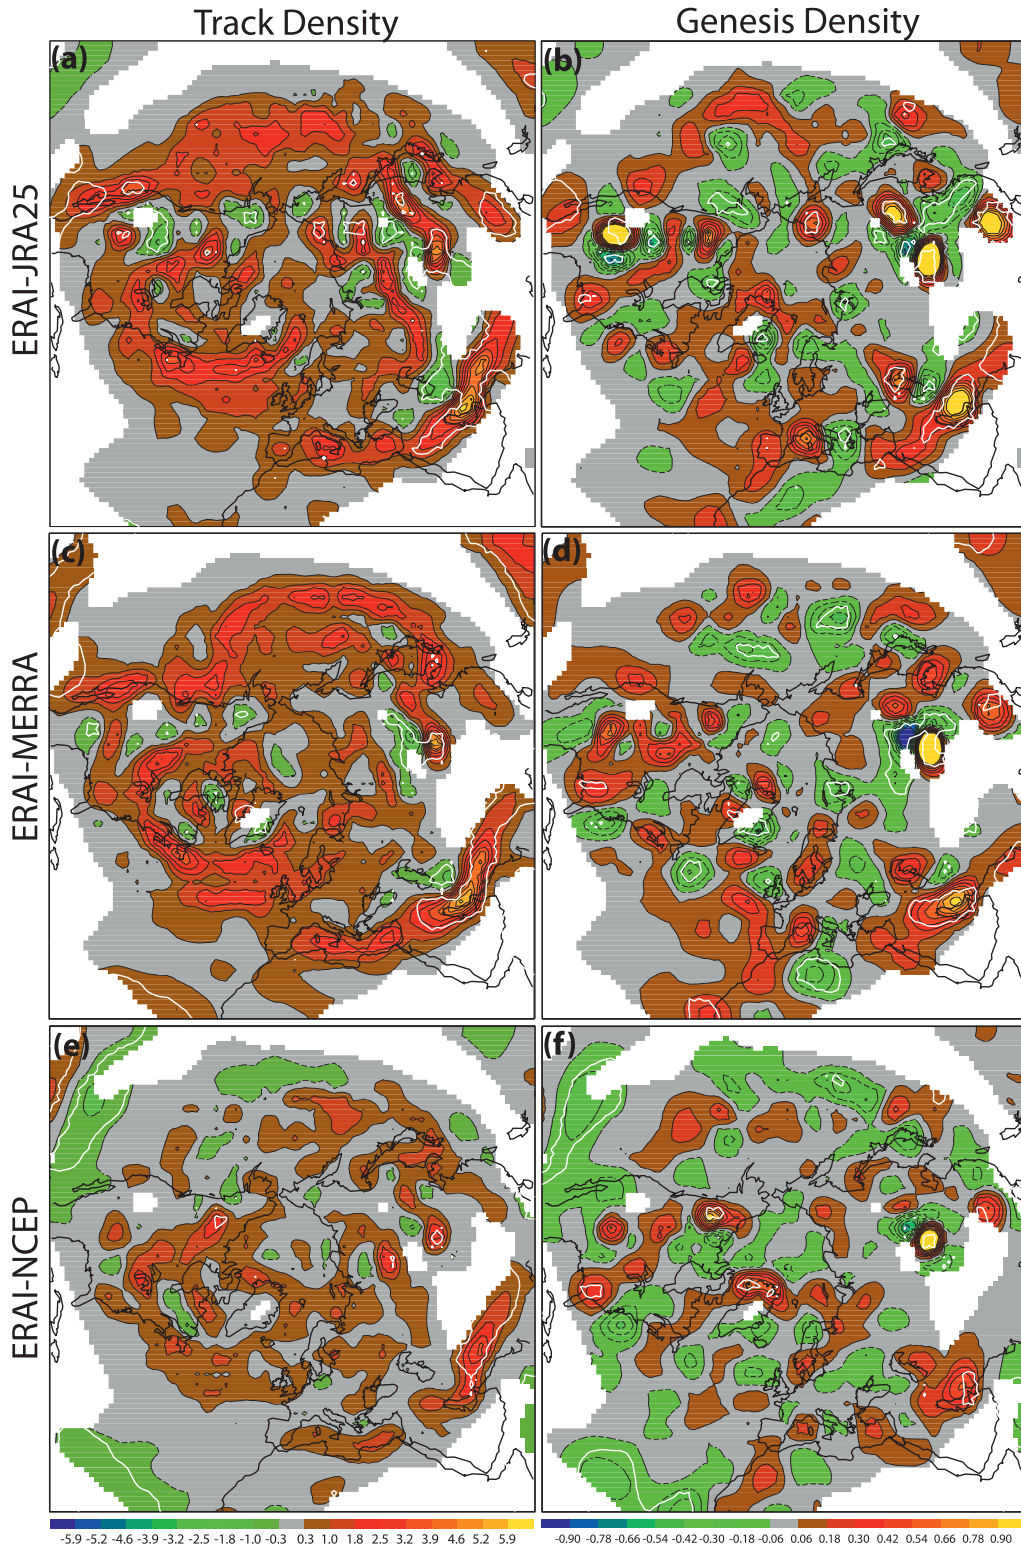 Track Density
Genesis Density
ERAI-JRA25
(a)
(b)
ERAI-MERRA
(c)
(d)
ERAI-NCEP
(e)
(f)
-5.9 -5.2 -4.6 -3.9 -3.2 -2.5 -1.8 -1.0 -0.3 0.3 1.0 1.8 2.5 3.2 3.9 4.6 5.2 5.9
-0.90 -0.78 -0.66 -0.54 -0.42 -0.30 -0.18 -0.06 0.06 0.18 0.30 0.42 0.54 0.66 0.78 0.90